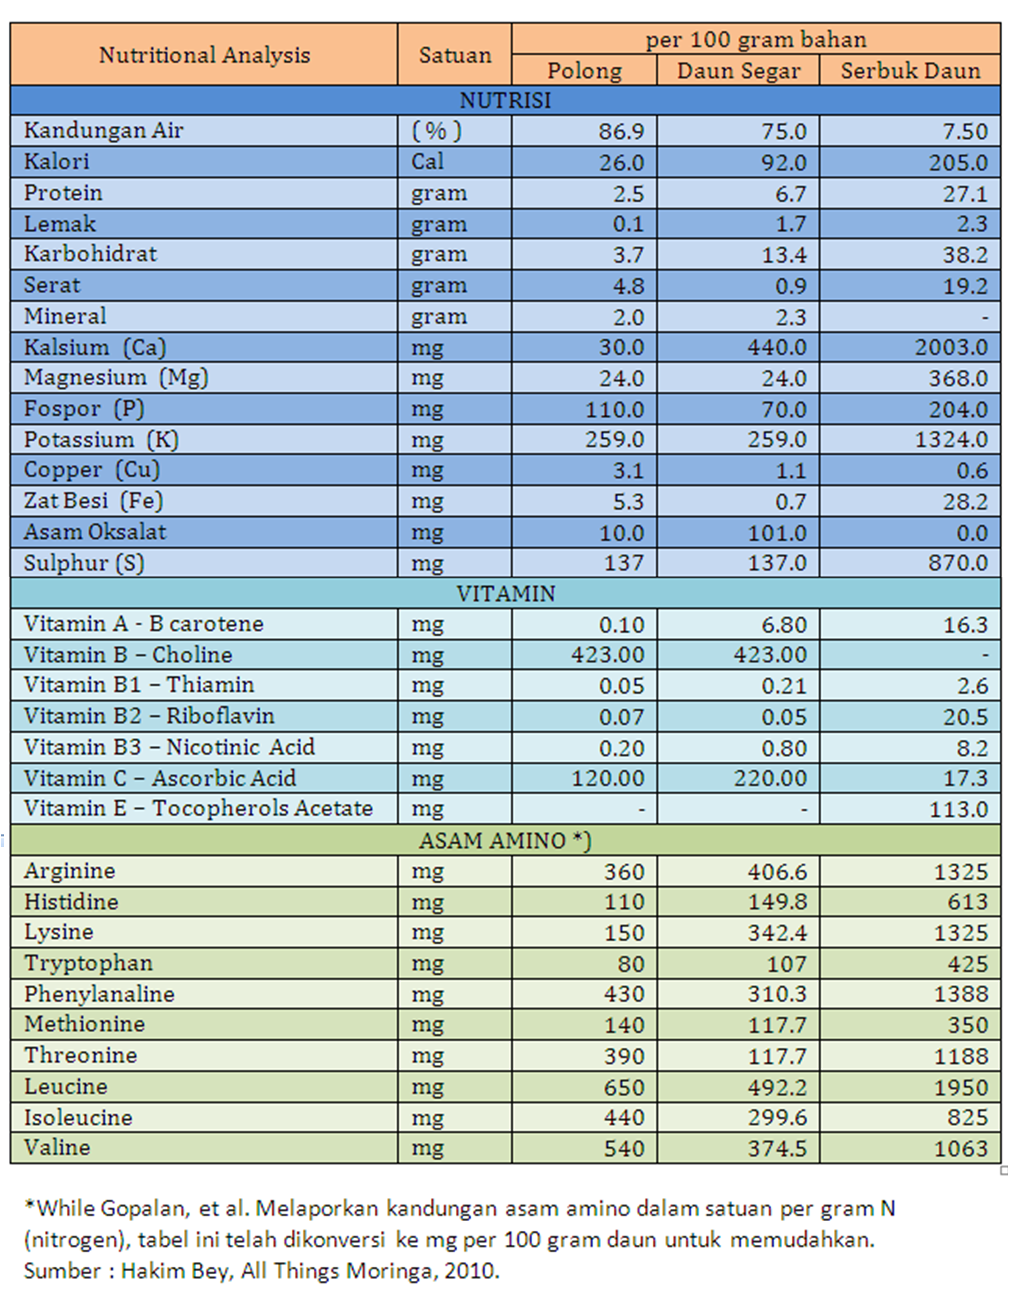 Nutritional Analysis Satuan per 100 gram bahan
Polong Daun Segar Serbuk Daun
NUTRISI
Kandungan Air ( % ) 86.9 75.0 7.50
Kalori Cal 26.0 92.0 205.0
Protein gram 2.5 6.7 27.1
Lemak gram 0.1 1.7 2.3
Karbohidrat gram 3.7 13.4 38.2
Serat gram 4.8 0.9 19.2
Mineral gram 2.0 2.3 -
Kalsium (Ca) mg 30.0 440.0 2003.0
Magnesium (Mg) mg 24.0 24.0 368.0
Fospor (P) mg 110.0 70.0 204.0
Potassium (K) mg 259.0 259.0 1324.0
Copper (Cu) mg 3.1 1.1 0.6
Zat Besi (Fe) mg 5.3 0.7 28.2
Asam Oksalat mg 10.0 101.0 0.0
Sulphur (S) mg 137 137.0 870.0
VITAMIN
Vitamin A - B carotene mg 0.10 6.80 16.3
Vitamin B – Choline mg 423.00 423.00 -
Vitamin B1 – Thiamin mg 0.05 0.21 2.6
Vitamin B2 – Riboflavin mg 0.07 0.05 20.5
Vitamin B3 – Nicotinic Acid mg 0.20 0.80 8.2
Vitamin C – Ascorbic Acid mg 120.00 220.00 17.3
Vitamin E – Tocopherols Acetate mg - - 113.0
ASAM AMINO *)
Arginine mg 360 406.6 1325
Histidine mg 110 149.8 613
Lysine mg 150 342.4 1325
Tryptophan mg 80 107 425
Phenylanaline mg 430 310.3 1388
Methionine mg 140 117.7 350
Threonine mg 390 117.7 1188
Leucine mg 650 492.2 1950
Isoleucine mg 440 299.6 825
Valine mg 540 374.5 1063
*While Gopalan, et al. Melaporkan kandungan asam amino dalam satuan per gram N
(nitrogen), tabel ini telah dikonversi ke mg per 100 gram daun untuk memudahkan.
Sumber : Hakim Bey, All Things Moringa, 2010.